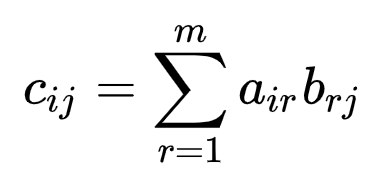 c_{ij} = \sum_{r=1}^{m} a_{ir} b_{rj}